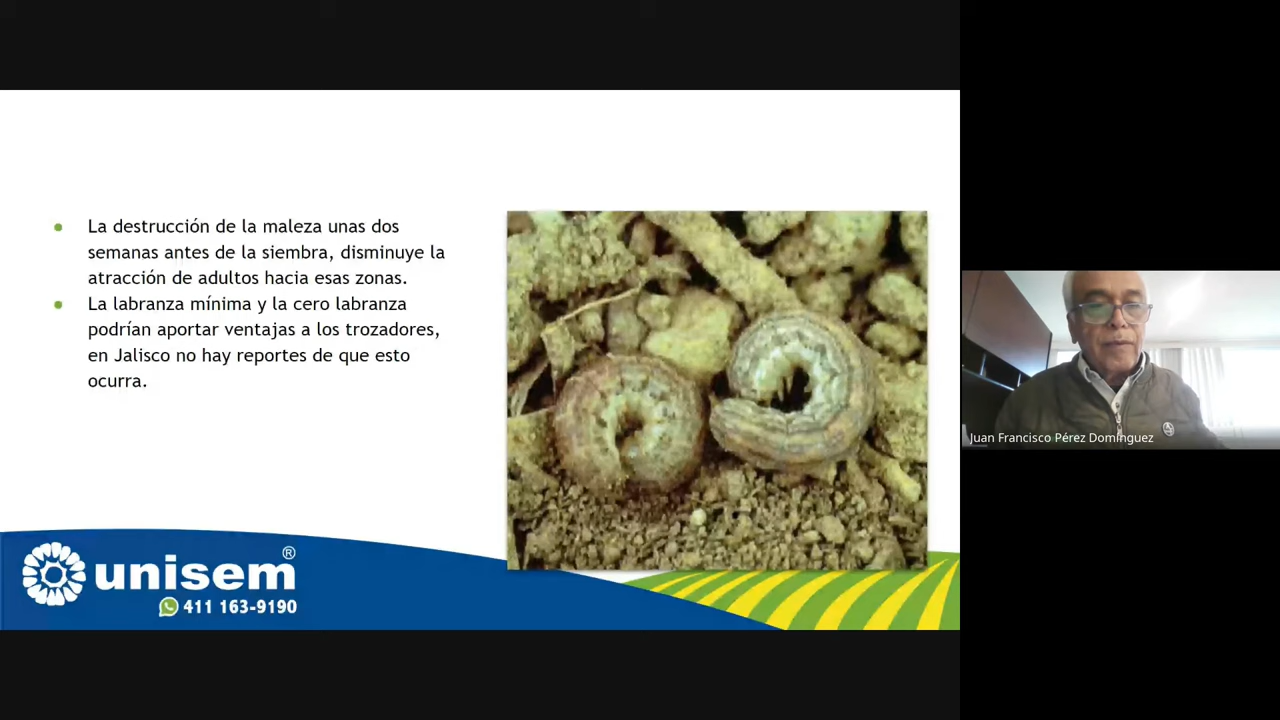 La destrucción de la maleza unas dos
semanas antes de la siembra, disminuye la
atracción de adultos hacia esas zonas.
La labranza mínima y la cero labranza
podrían aportar ventajas a los trozadores,
en Jalisco no hay reportes de que esto
ocurra.
unisem®
411 163-9190
Juan Francisco Pérez Domínguez